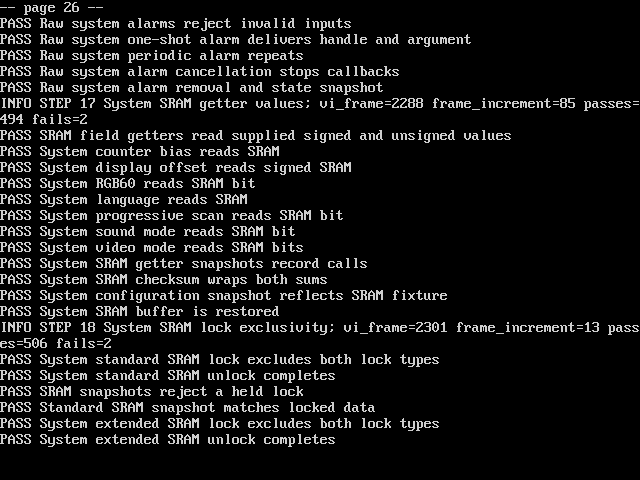 -- page 26 --
PASS Raw system alarms reject invalid inputs
PASS Raw system one-shot alarm delivers handle and argument
PASS Raw system periodic alarm repeats
PASS Raw system alarm cancellation stops callbacks
PASS Raw system alarm removal and state snapshot
INFO STEP 17 System SRAM getter values; vi_frame=2288 frame_increment=85 passes=
494 fails=2
PASS SRAM field getters read supplied signed and unsigned values
PASS System counter bias reads SRAM
PASS System display offset reads signed SRAM
PASS System RGB60 reads SRAM bit
PASS System language reads SRAM
PASS System progressive scan reads SRAM bit
PASS System sound mode reads SRAM bit
PASS System video mode reads SRAM bits
PASS System SRAM getter snapshots record calls
PASS System SRAM checksum wraps both sums
PASS System configuration snapshot reflects SRAM fixture
PASS System SRAM buffer is restored
INFO STEP 18 System SRAM lock exclusivity; vi_frame=2301 frame_increment=13 pass
es=506 fails=2
PASS System standard SRAM lock excludes both lock types
PASS System standard SRAM unlock completes
PASS SRAM snapshots reject a held lock
PASS Standard SRAM snapshot matches locked data
PASS System extended SRAM lock excludes both lock types
PASS System extended SRAM unlock completes